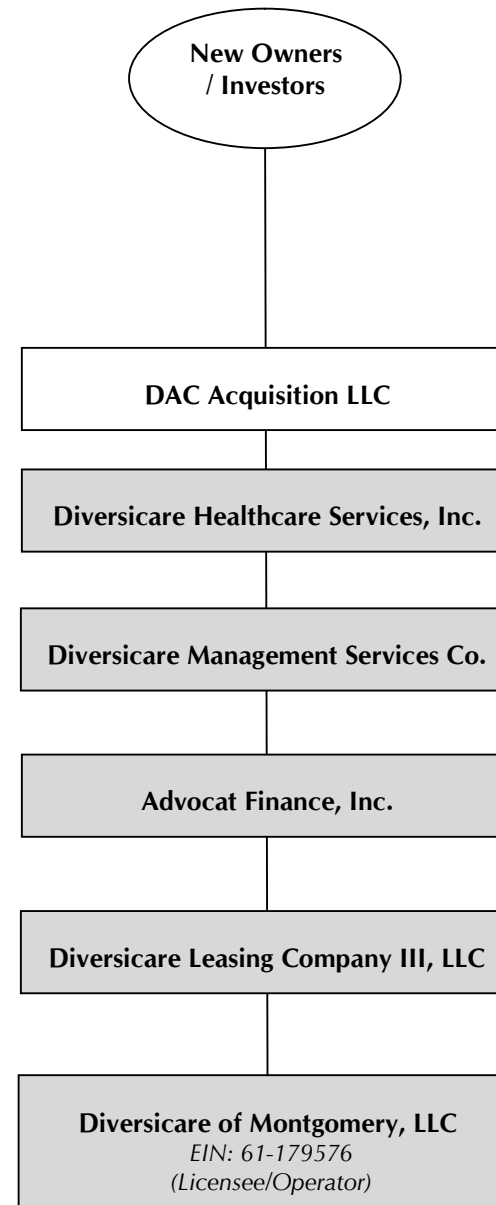 New Owners
/ Investors
DAC Acquisition LLC
Diversicare Healthcare Services, Inc.
Diversicare Management Services Co.
Advocat Finance, Inc.
Diversicare Leasing Company III, LLC
Diversicare of Montgomery, LLC
EIN: 61-179576
(Licensee/Operator)